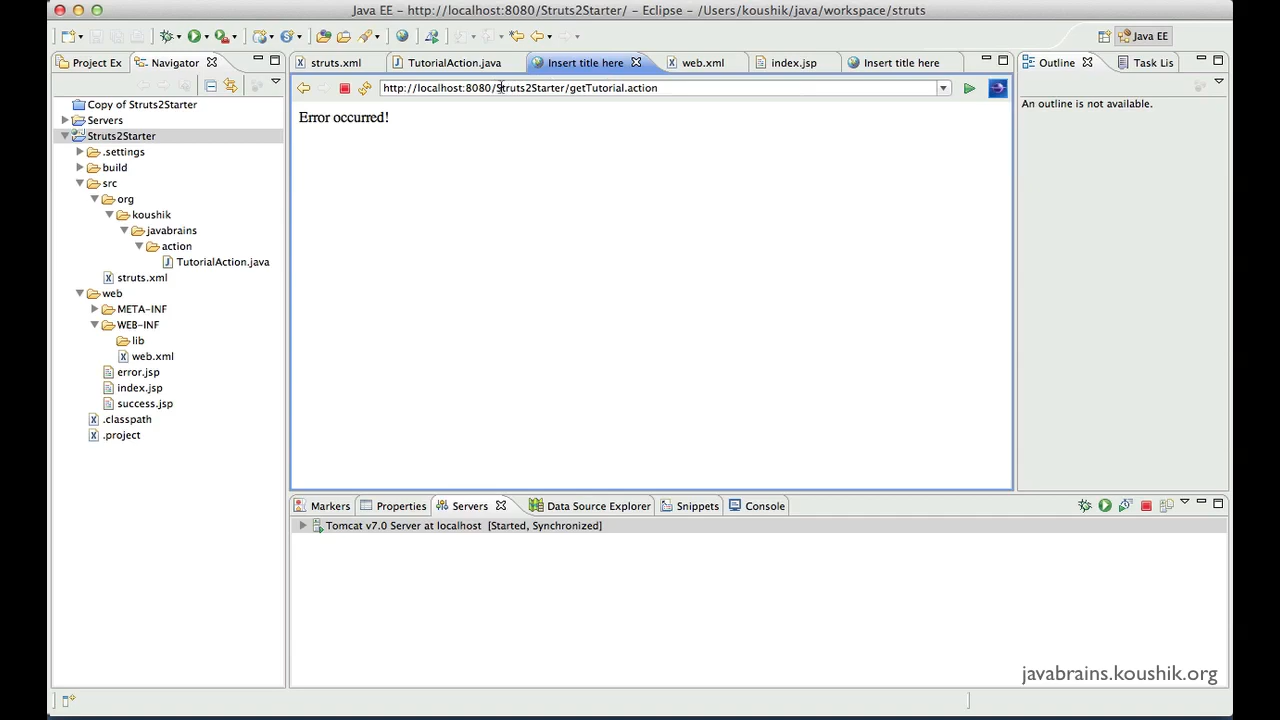 Java EE - http://localhost:8080/Struts2Starter/ - Eclipse - /Users/koushik/java/workspace/struts
Java EE
Project Ex
Navigator
uts.xml
TutorialAction.java
Insert title here
web.xml
index.jsp
Insert title here
Outline
Task Lis
http://localhost:8080/Struts2Starter/getTutorial.action
An outline is not available.
Error occurred!
Copy of Struts2Starter
Servers
Struts2Starter
.settings
build
src
org
koushik
javabrains
action
TutorialAction.java
struts.xml
web
META-INF
WEB-INF
lib
web.xml
error.jsp
index.jsp
success.jsp
.classpath
.project
Markers
Properties
Servers
Data Source Explorer
Snippets
Console
Tomcat v7.0 Server at localhost [Started, Synchronized]
javabrains.koushik.org